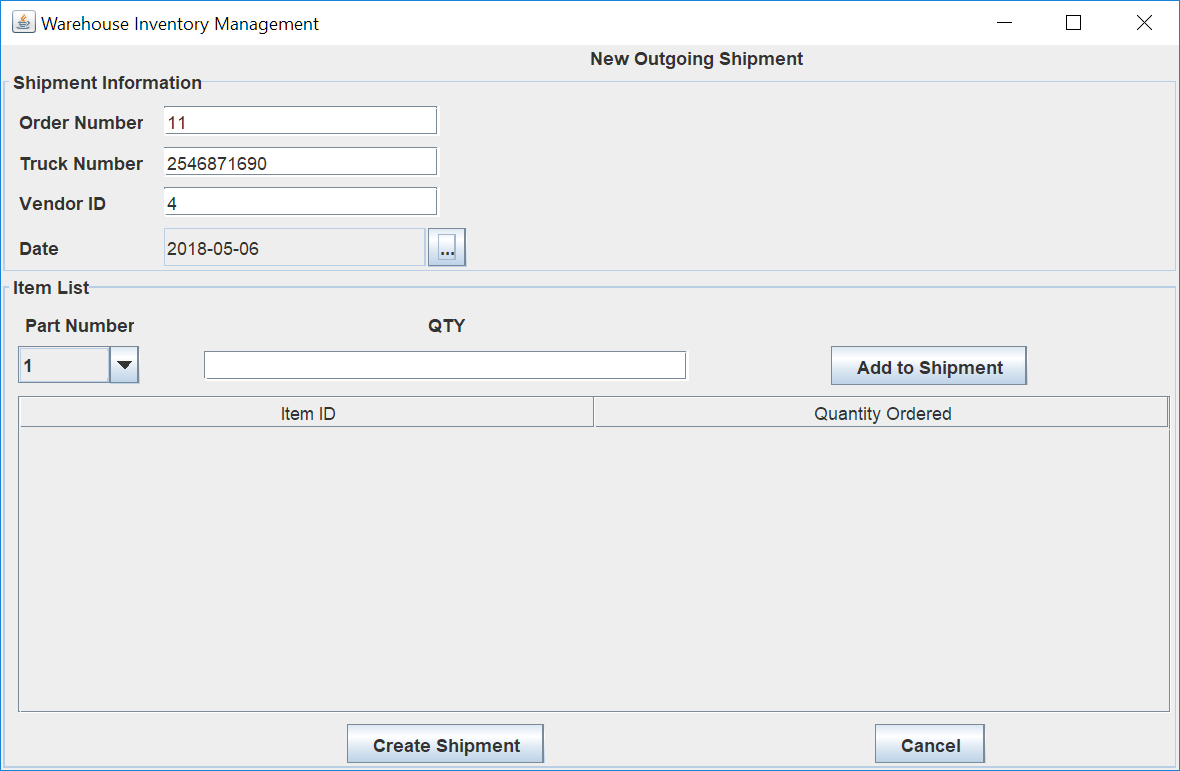 Warehouse Inventory Management
New Outgoing Shipment
Shipment Information
Order Number 11
Truck Number 2546871690
Vendor ID 4
Date 2018-05-06 ...
Item List
Part Number QTY
1 Add to Shipment
Item ID Quantity Ordered
Create Shipment Cancel